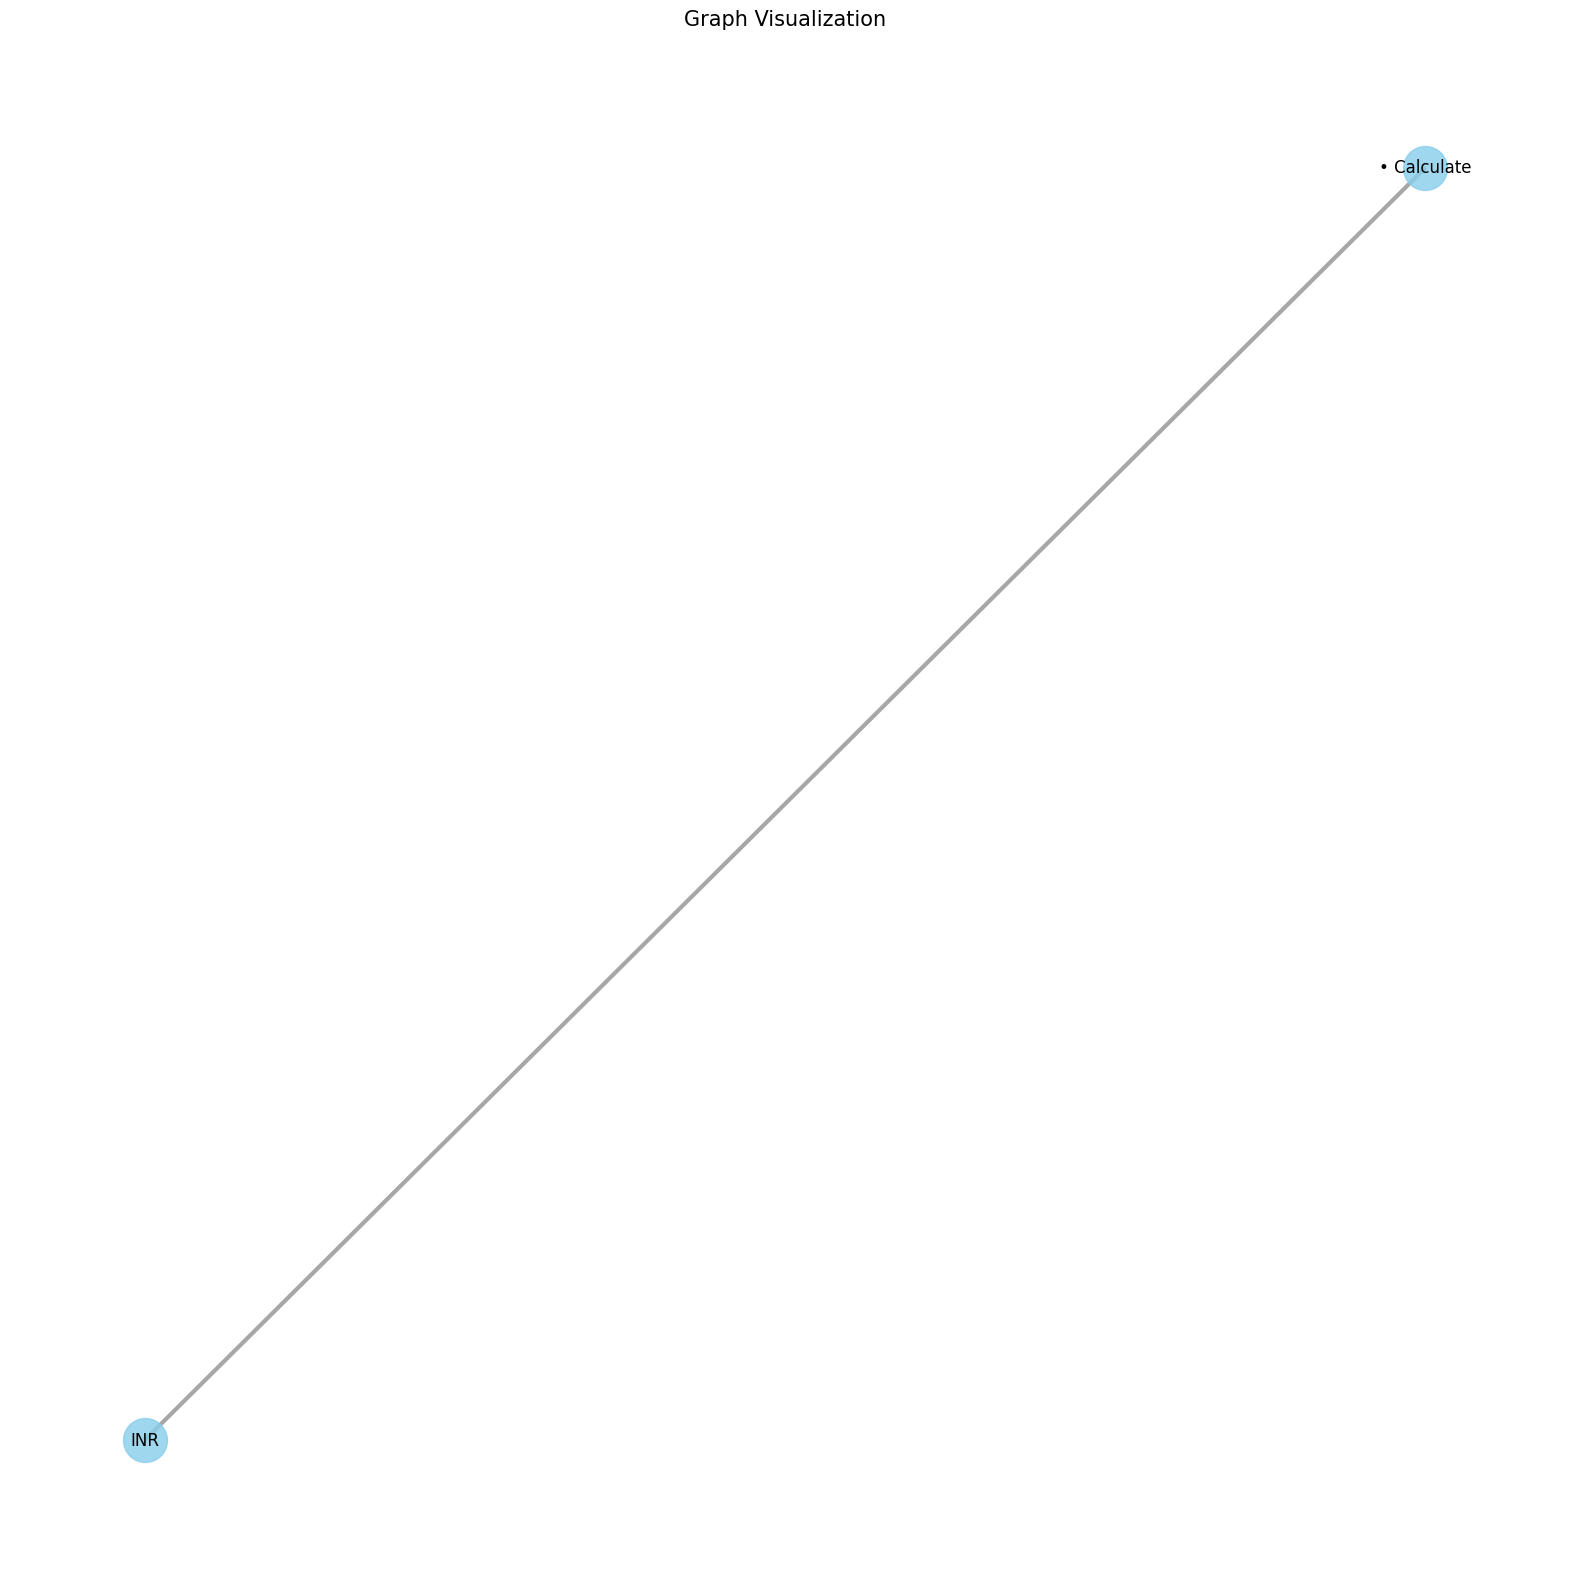 Graph Visualization
• Calculate
INR